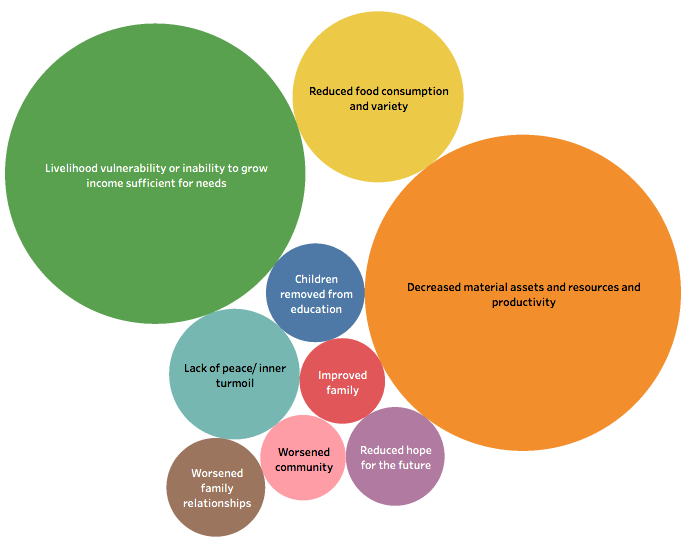 Reduced food consumption
and variety
Livelihood vulnerability or inability to grow
income sufficient for needs
Children
removed from
education
Decreased material assets and resources and
productivity
Lack of peace/ inner
turmoil
Improved
family
Worsened
community
Reduced hope
for the future
Worsened
family
relationships